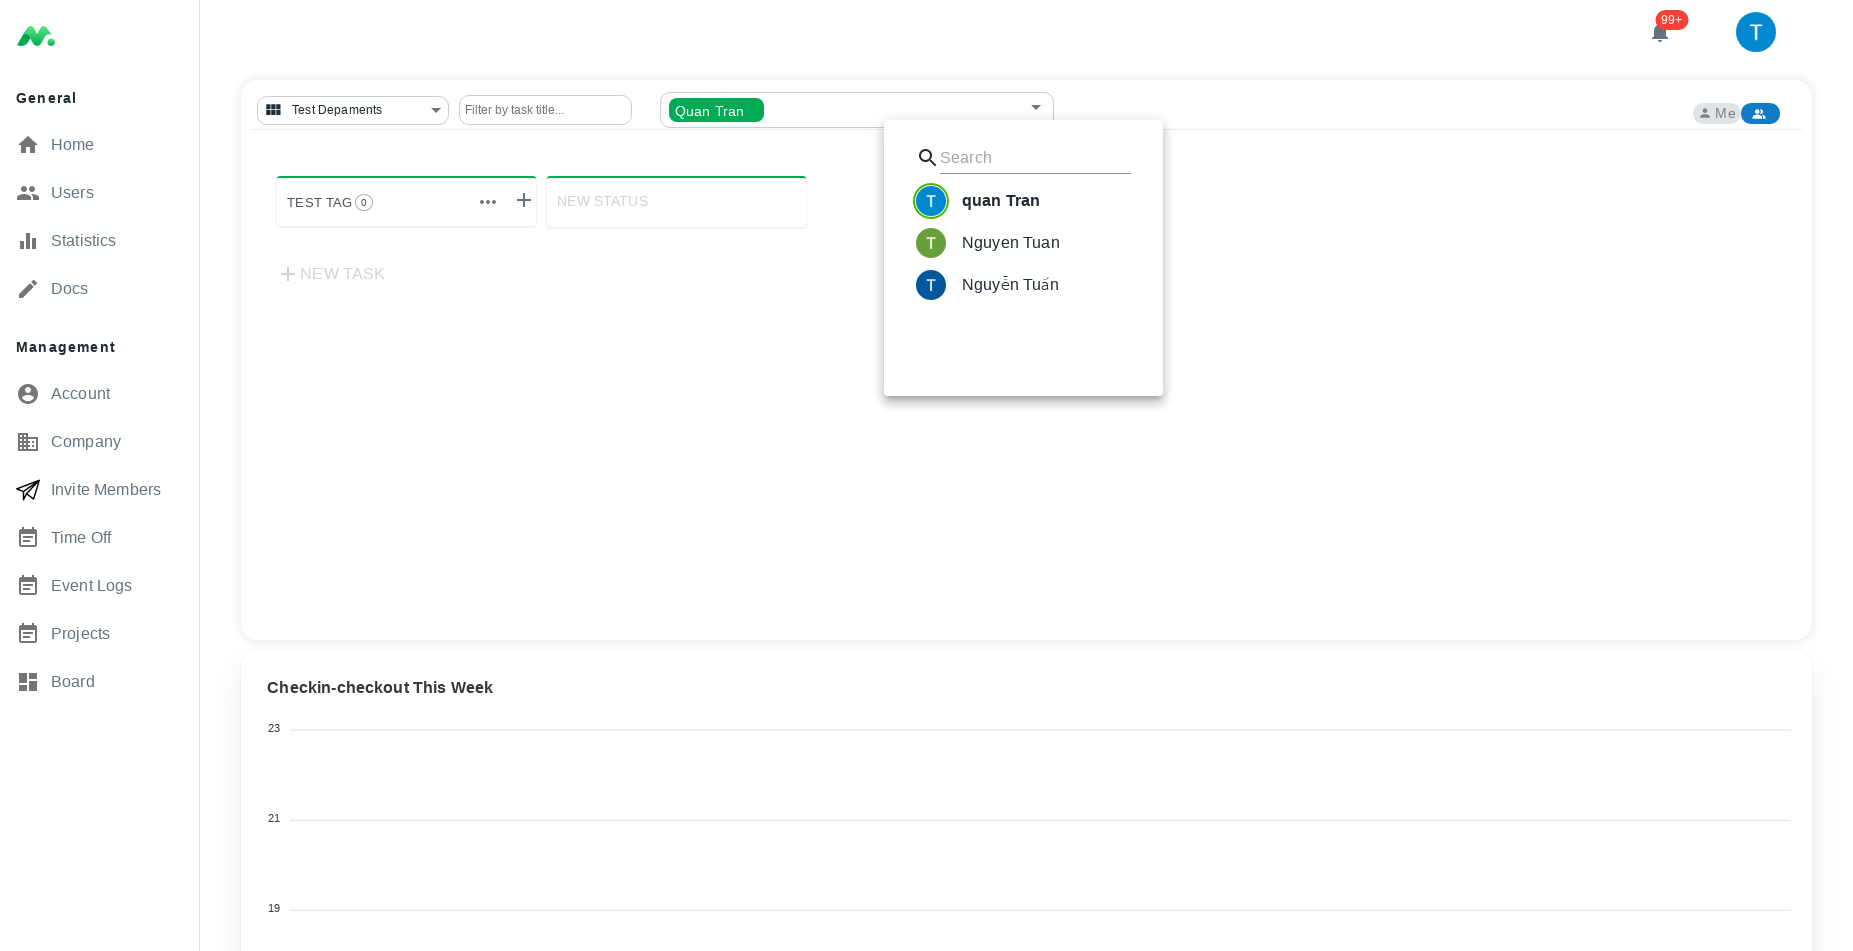 99+
T
General
Home
Users
Statistics
Docs
Management
Account
Company
Invite Members
Time Off
Event Logs
Projects
Board
Test Depaments
Filter by task title...
Quan Tran
Me
TEST TAG 0
NEW STATUS
NEW TASK
Search
T quan Tran
T Nguyen Tuan
T Nguyễn Tuấn
Checkin-checkout This Week
23
21
19